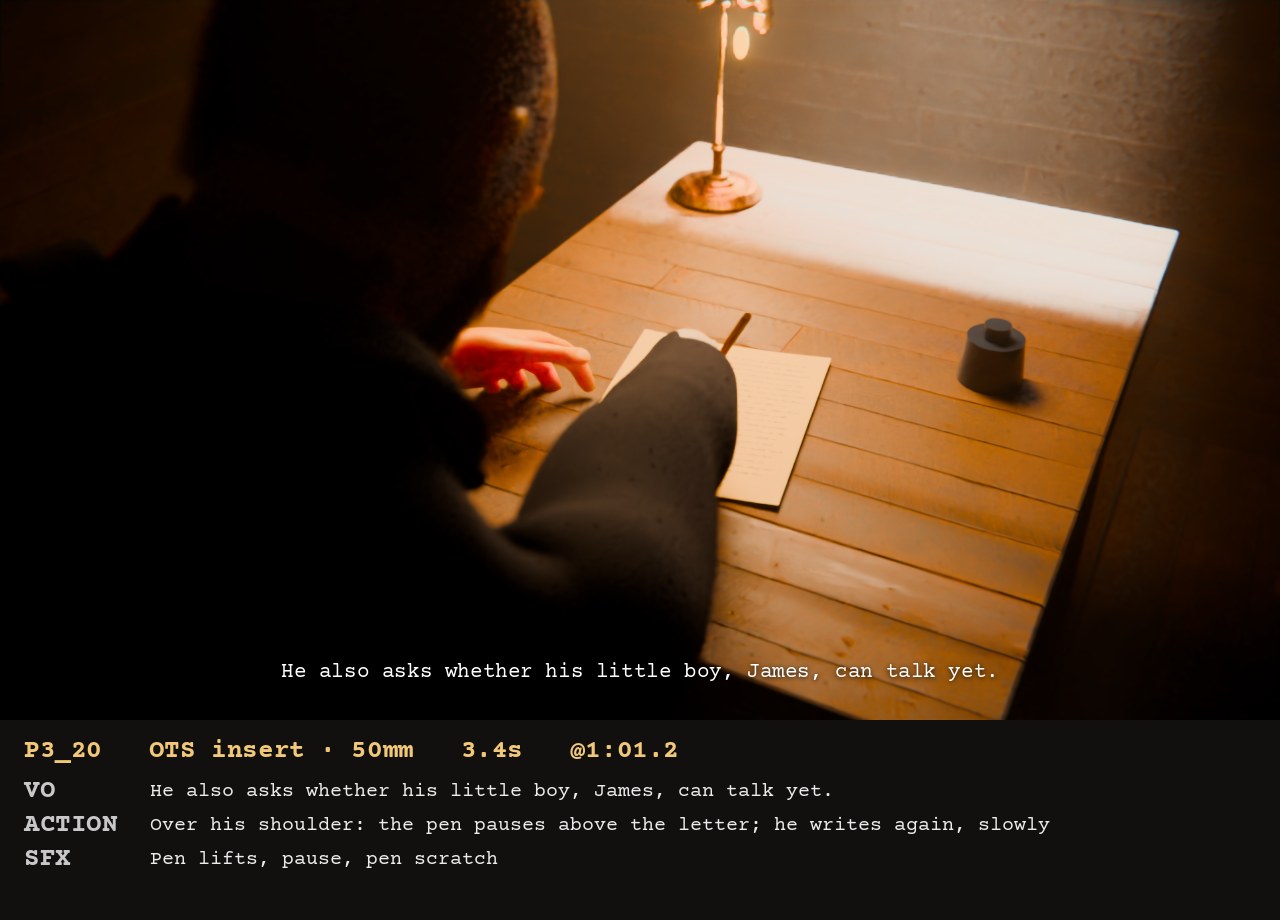 He also asks whether his little boy, James, can talk yet.
P3_20 OTS insert · 50mm 3.4s @1:01.2
VO He also asks whether his little boy, James, can talk yet.
ACTION Over his shoulder: the pen pauses above the letter; he writes again, slowly
SFX Pen lifts, pause, pen scratch